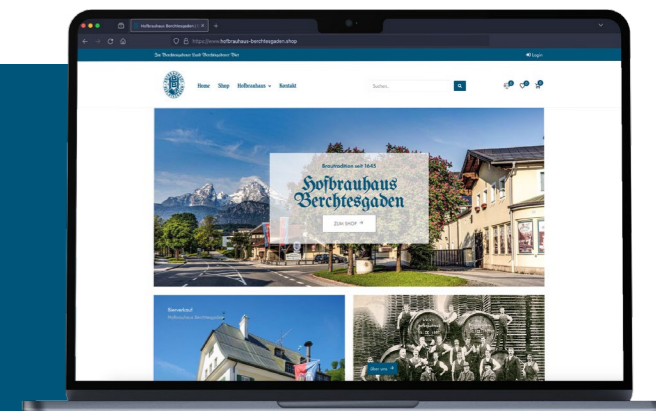 Hofbrauhaus Berchtesgaden |
https://www.hofbrauhaus-berchtesgaden.shop
Login
Home Shop Hofbrauhaus Kontakt
Suchen..
Brautradition seit 1645
Hofbrauhaus
Berchtesgaden
ZUM SHOP
Bierverkauf
Hofbrauhaus Berchtesgaden
Über uns